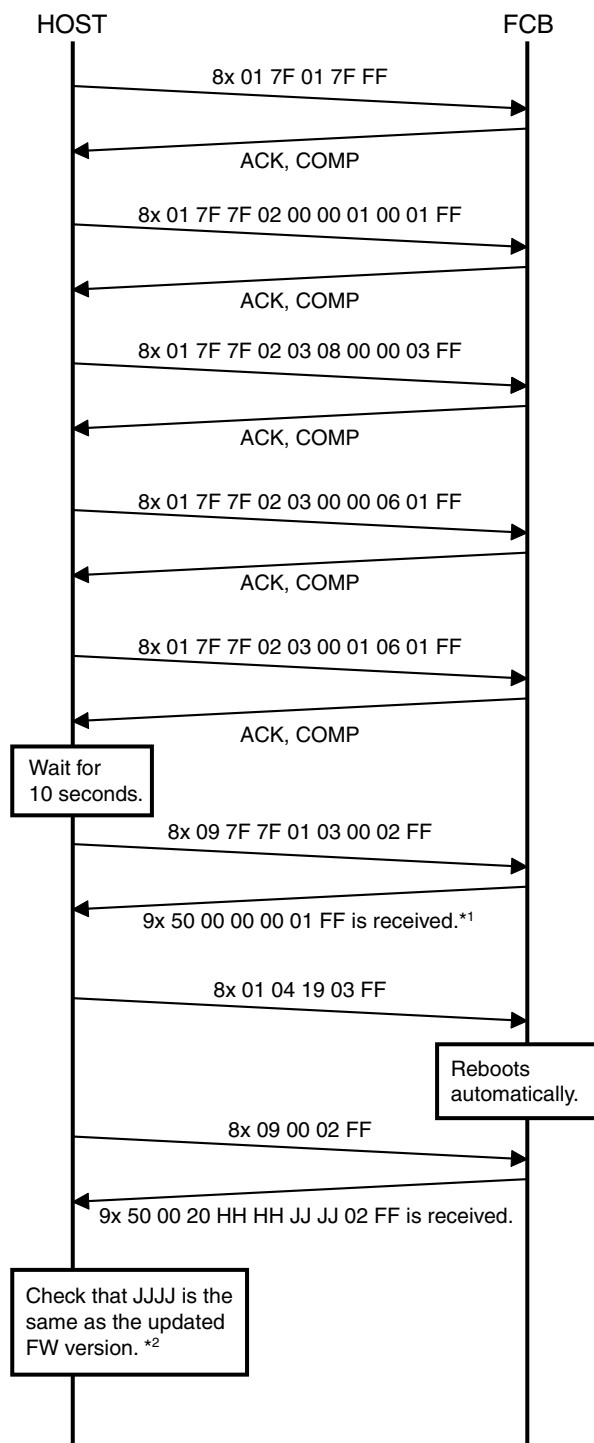 HOST
FCB
8x 01 7F 01 7F FF
ACK, COMP
8x 01 7F 7F 02 00 00 01 00 01 FF
ACK, COMP
8x 01 7F 7F 02 03 08 00 00 03 FF
ACK, COMP
8x 01 7F 7F 02 03 00 00 06 01 FF
ACK, COMP
8x 01 7F 7F 02 03 00 01 06 01 FF
ACK, COMP
Wait for
10 seconds.
8x 09 7F 7F 01 03 00 02 FF
9x 50 00 00 00 01 FF is received.*1
8x 01 04 19 03 FF
Reboots
automatically.
8x 09 00 02 FF
9x 50 00 20 HH HH JJ JJ 02 FF is received.
Check that JJJJ is the
same as the updated
FW version. *2